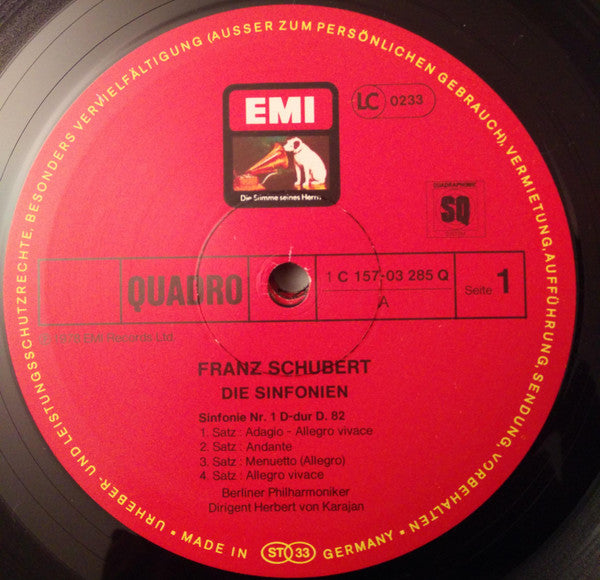 URHEBER- UND LEISTUNGSSCHUTZRECHTE, BESONDERS VERVIELFÄLTIGUNG (AUSSER ZUM PERSÖNLICHEN GEBRAUCH), VERMIETUNG, AUFFÜHRUNG, SENDUNG, VORBEHALTEN • MADE IN ST 33 GERMANY •
EMI
Die Stimme seines Herrn
LC 0233
QUADRAPHONIC
SQ
QUADRO
1 C 157-03 285 Q
A
Seite 1
EMI Records Ltd.
FRANZ SCHUBERT
DIE SINFONIEN
Sinfonie Nr. 1 D-dur D. 82
1. Satz : Adagio - Allegro vivace
2. Satz : Andante
3. Satz : Menuetto (Allegro)
4. Satz : Allegro vivace
Berliner Philharmoniker
Dirigent Herbert von Karajan